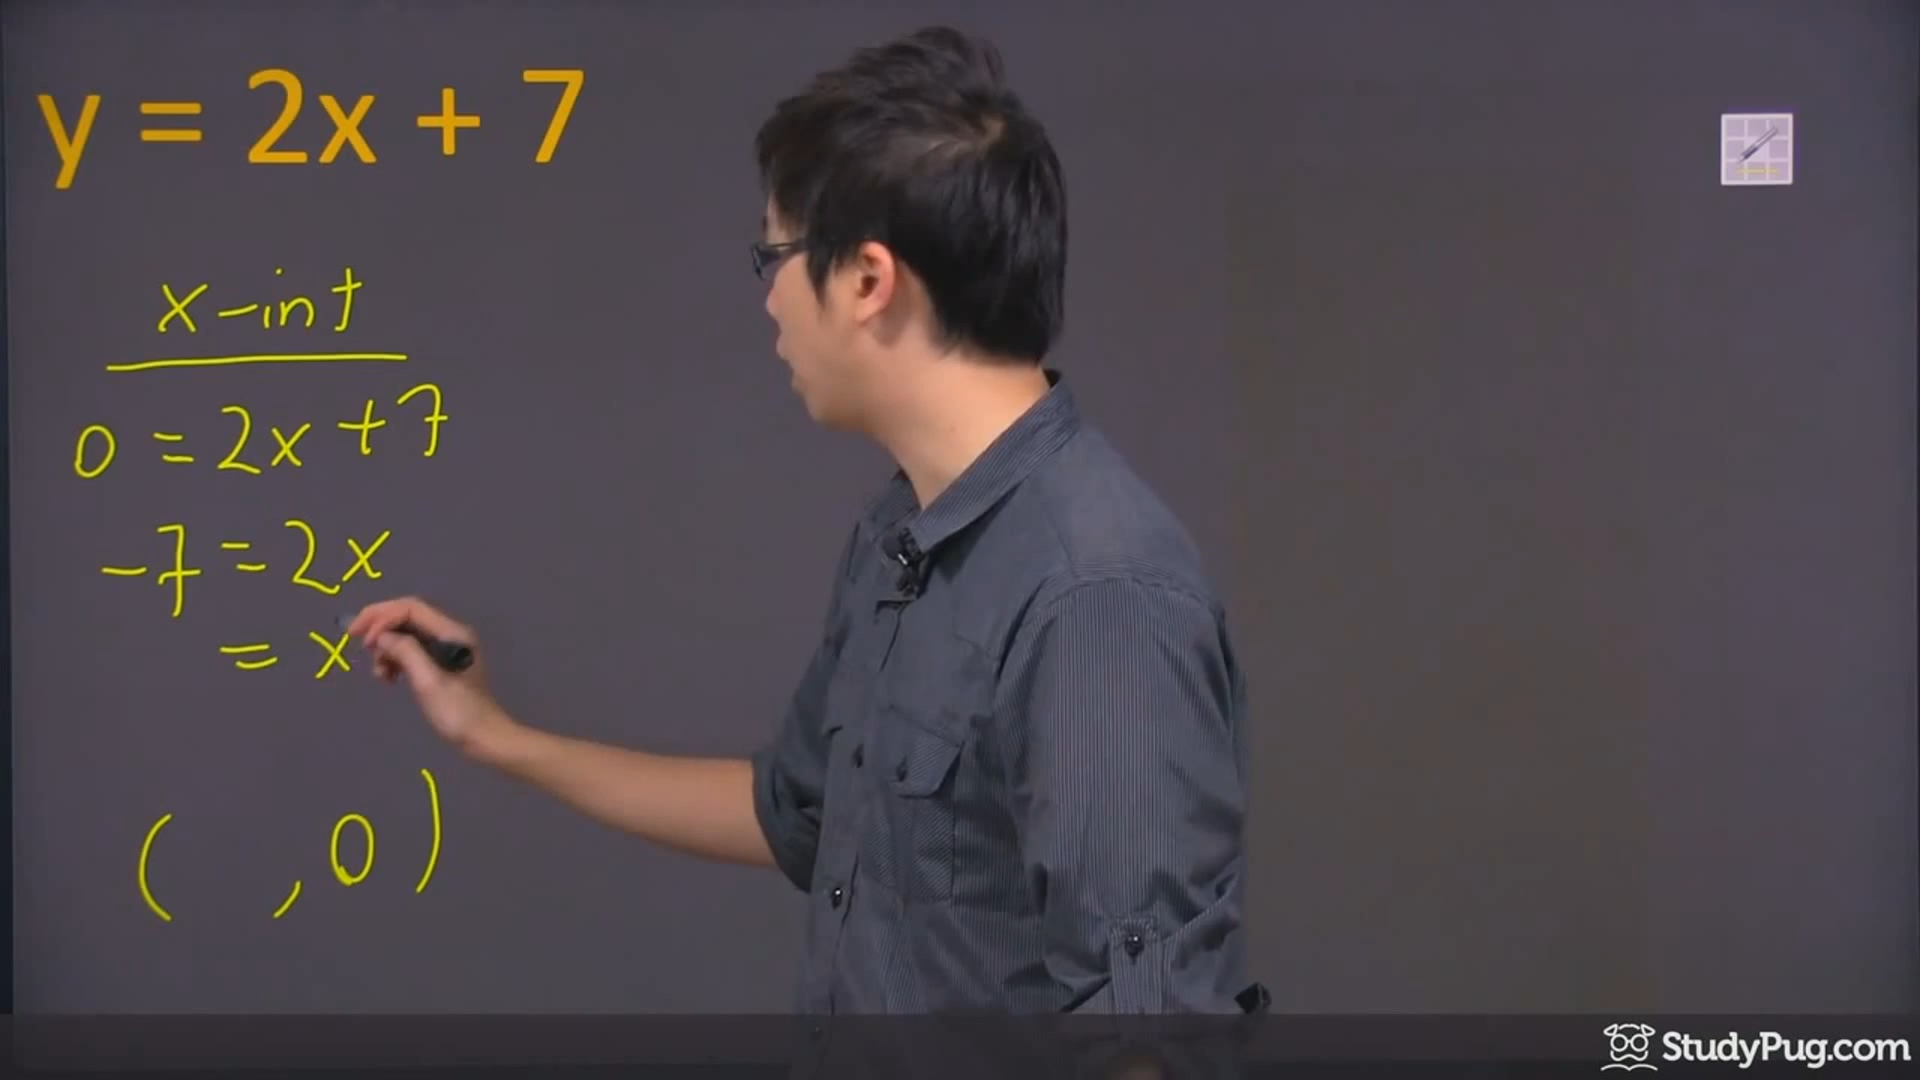 y = 2x + 7
x-int
0 = 2x + 7
-7 = 2x
= x
( , 0 )
StudyPug.com